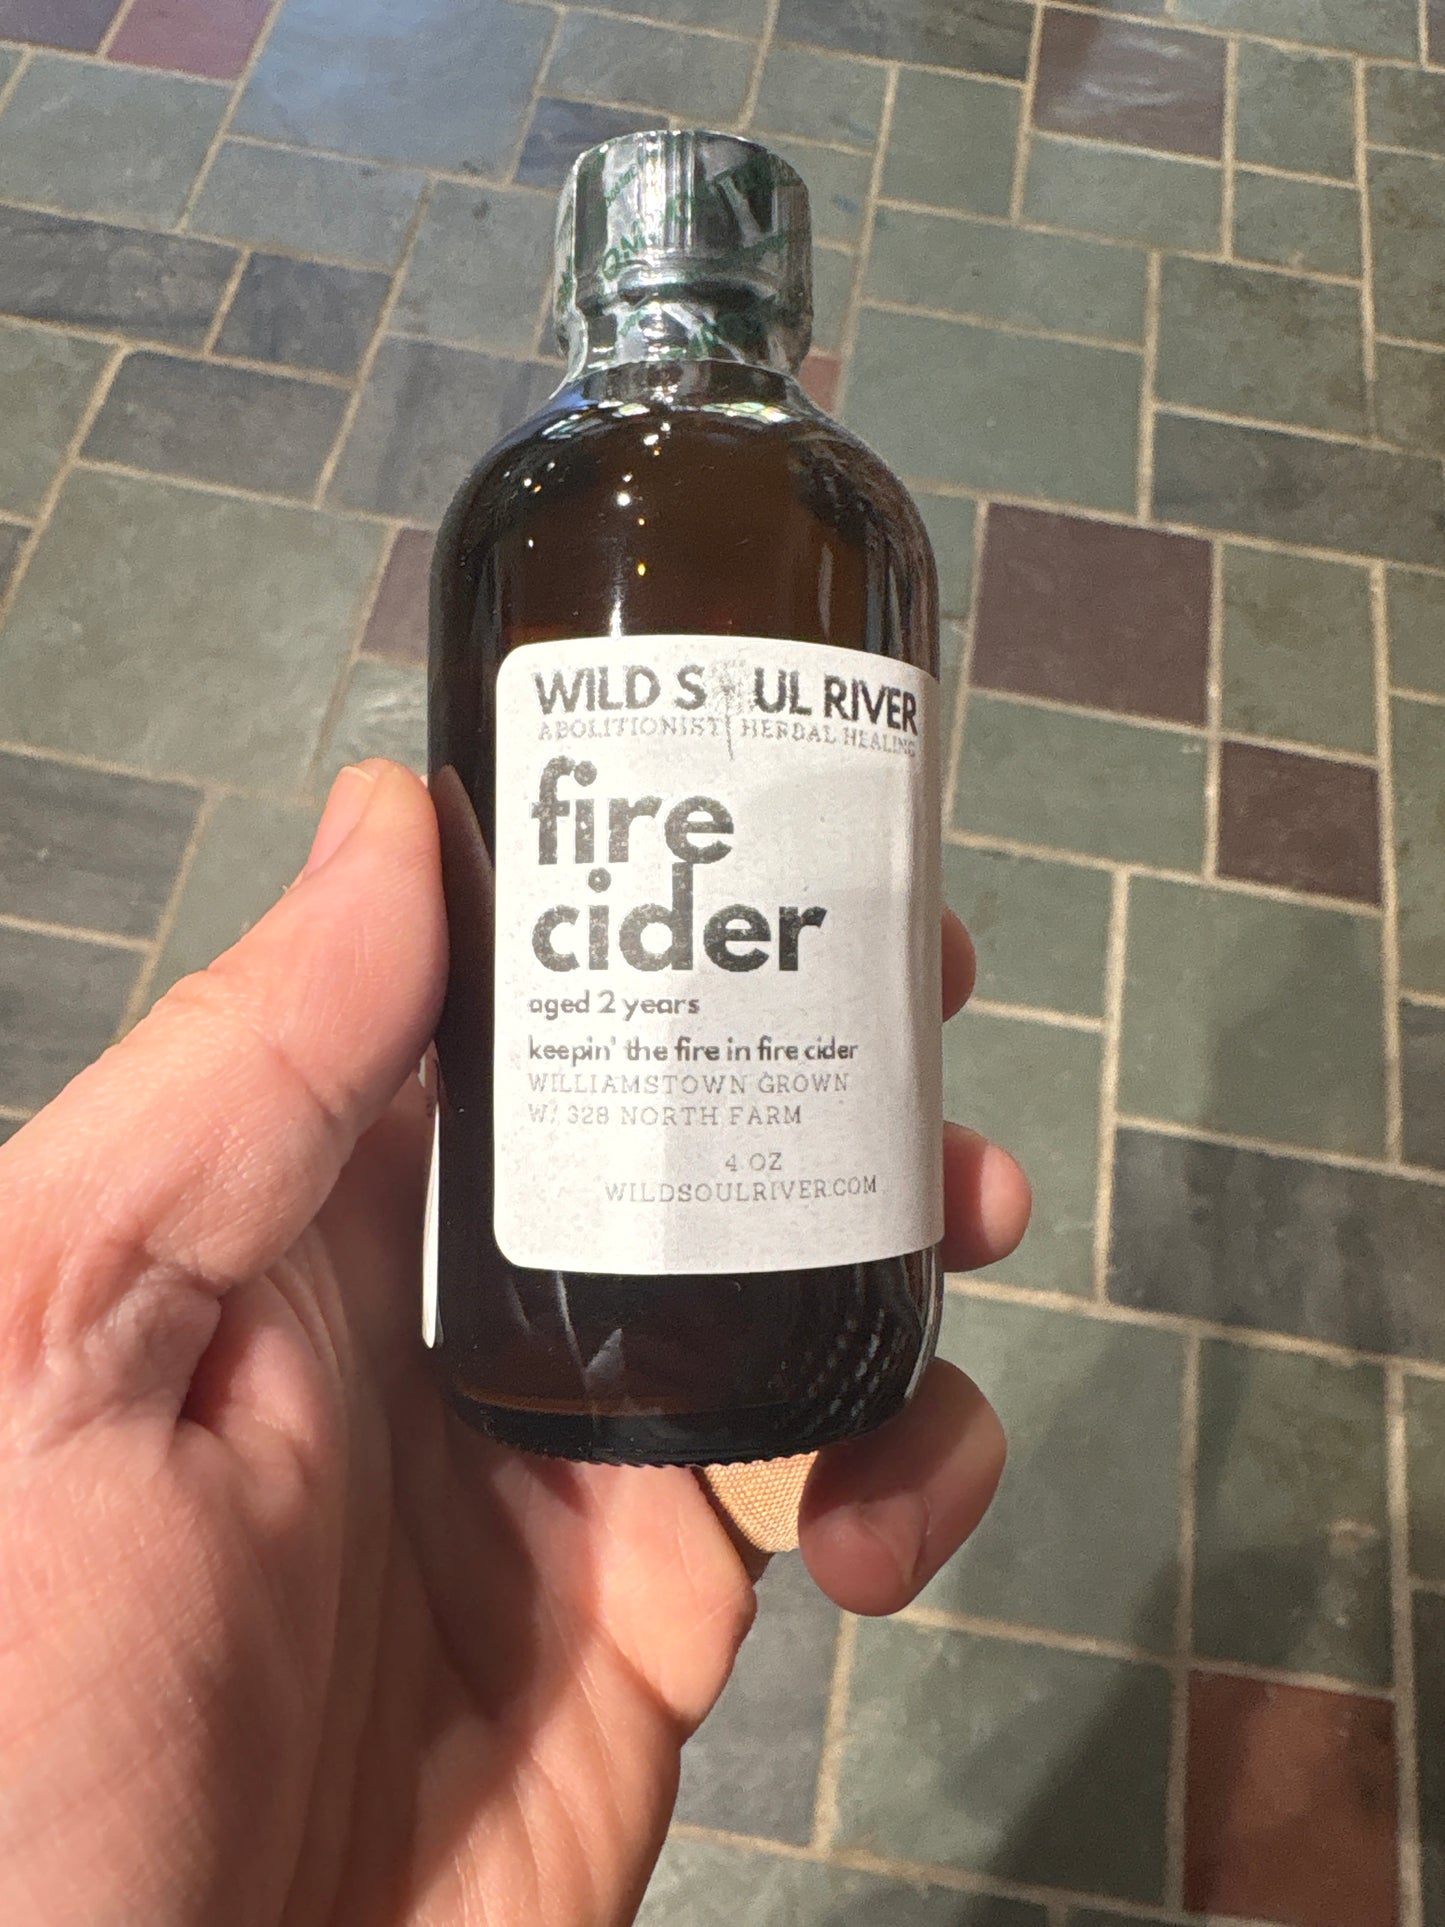 WILD SOUL RIVER
ABOLITIONIST HERBAL HEALING
fire
cider
aged 2 years
keepin' the fire in fire cider
WILLIAMSTOWN GROWN
W/ 328 NORTH FARM
4 OZ
WILDSOULRIVER.COM